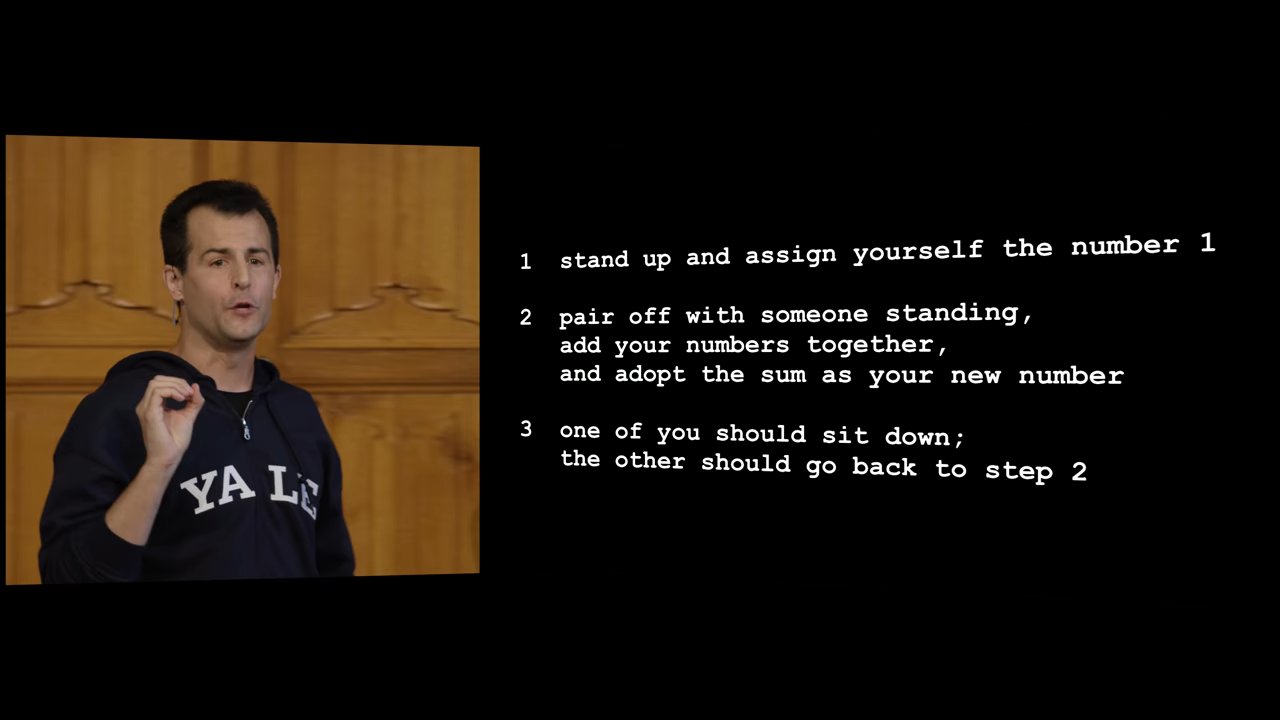 YALE
1 stand up and assign yourself the number 1
2 pair off with someone standing,
add your numbers together,
and adopt the sum as your new number
3 one of you should sit down;
the other should go back to step 2